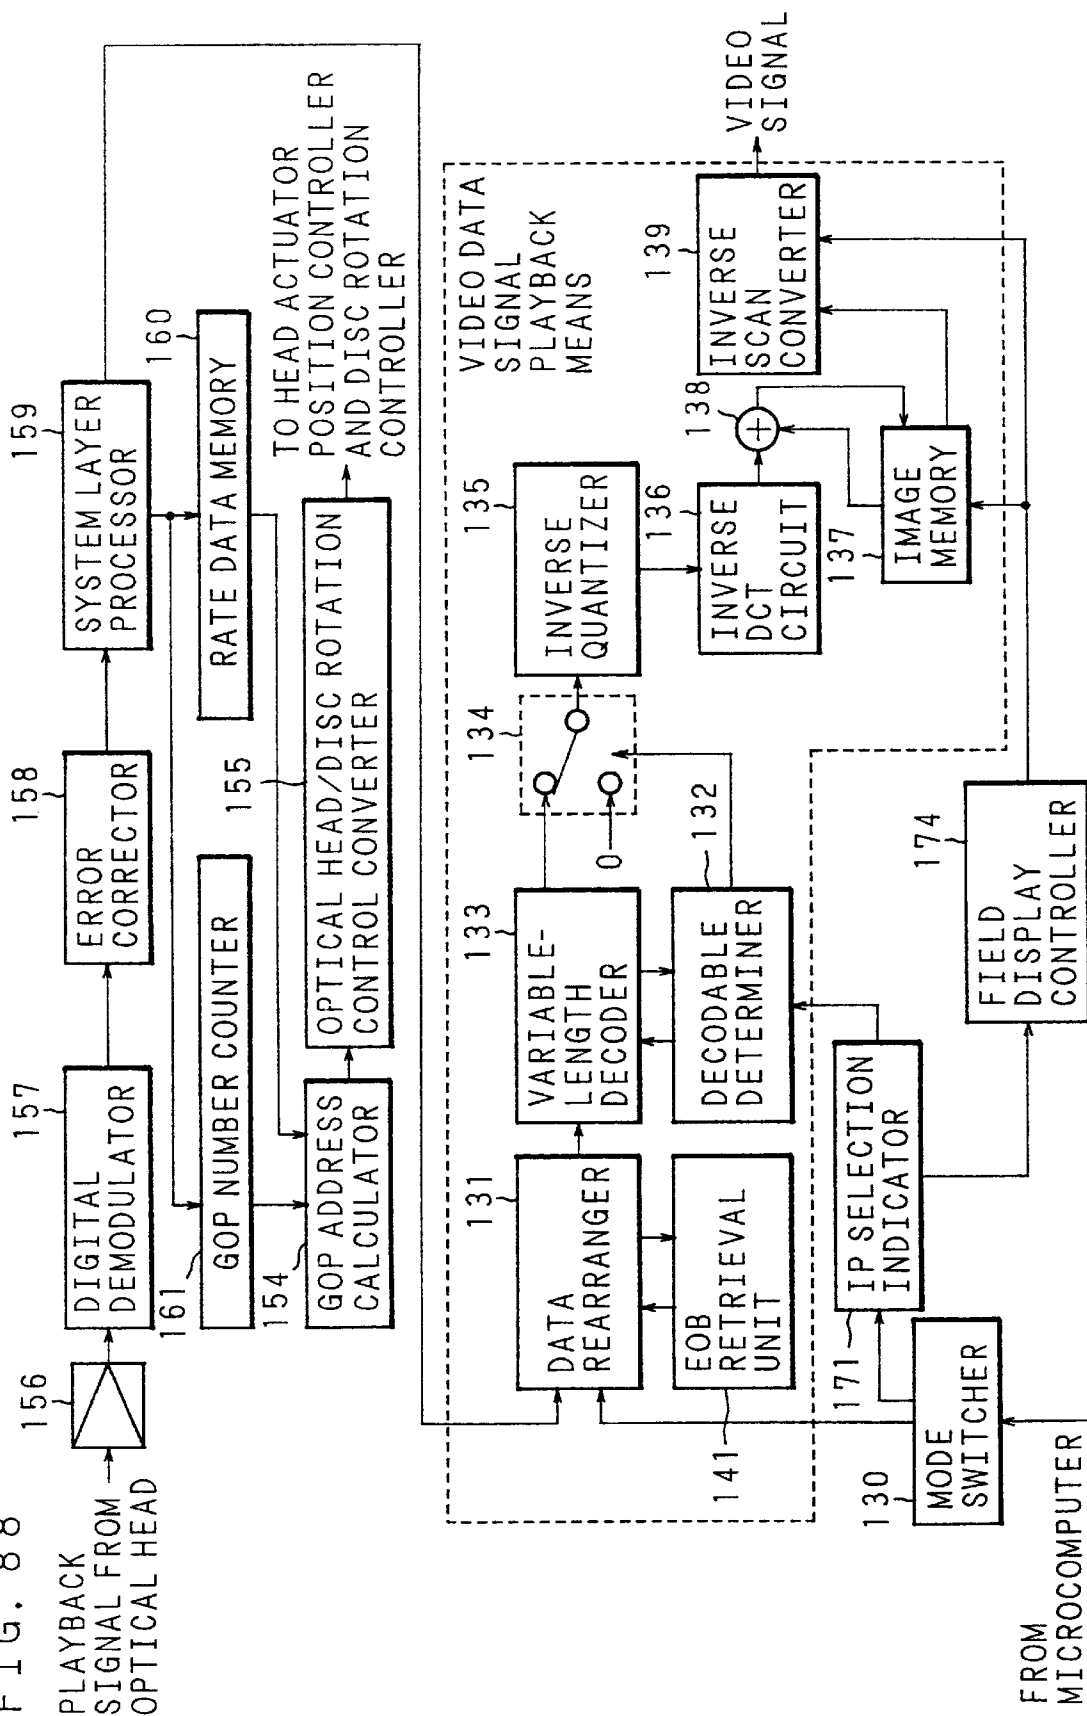 FIG. 88
PLAYBACK
SIGNAL FROM
OPTICAL HEAD
156
157
DIGITAL
DEMODULATOR
158
ERROR
CORRECTOR
159
SYSTEM LAYER
PROCESSOR
161
GOP NUMBER COUNTER
160
RATE DATA MEMORY
154
GOP ADDRESS
CALCULATOR
155
OPTICAL HEAD/DISC ROTATION
CONTROL CONVERTER
TO HEAD ACTUATOR
POSITION CONTROLLER
AND DISC ROTATION
CONTROLLER
VIDEO DATA
SIGNAL
PLAYBACK
MEANS
131
DATA
REARRANGER
133
VARIABLE-
LENGTH
DECODER
134
0
135
INVERSE
QUANTIZER
141
EOB
RETRIEVAL
UNIT
132
DECODABLE
DETERMINER
136
INVERSE
DCT
CIRCUIT
138
+
137
IMAGE
MEMORY
139
INVERSE
SCAN
CONVERTER
VIDEO
SIGNAL
171
IP SELECTION
INDICATOR
130
MODE
SWITCHER
174
FIELD
DISPLAY
CONTROLLER
FROM
MICROCOMPUTER